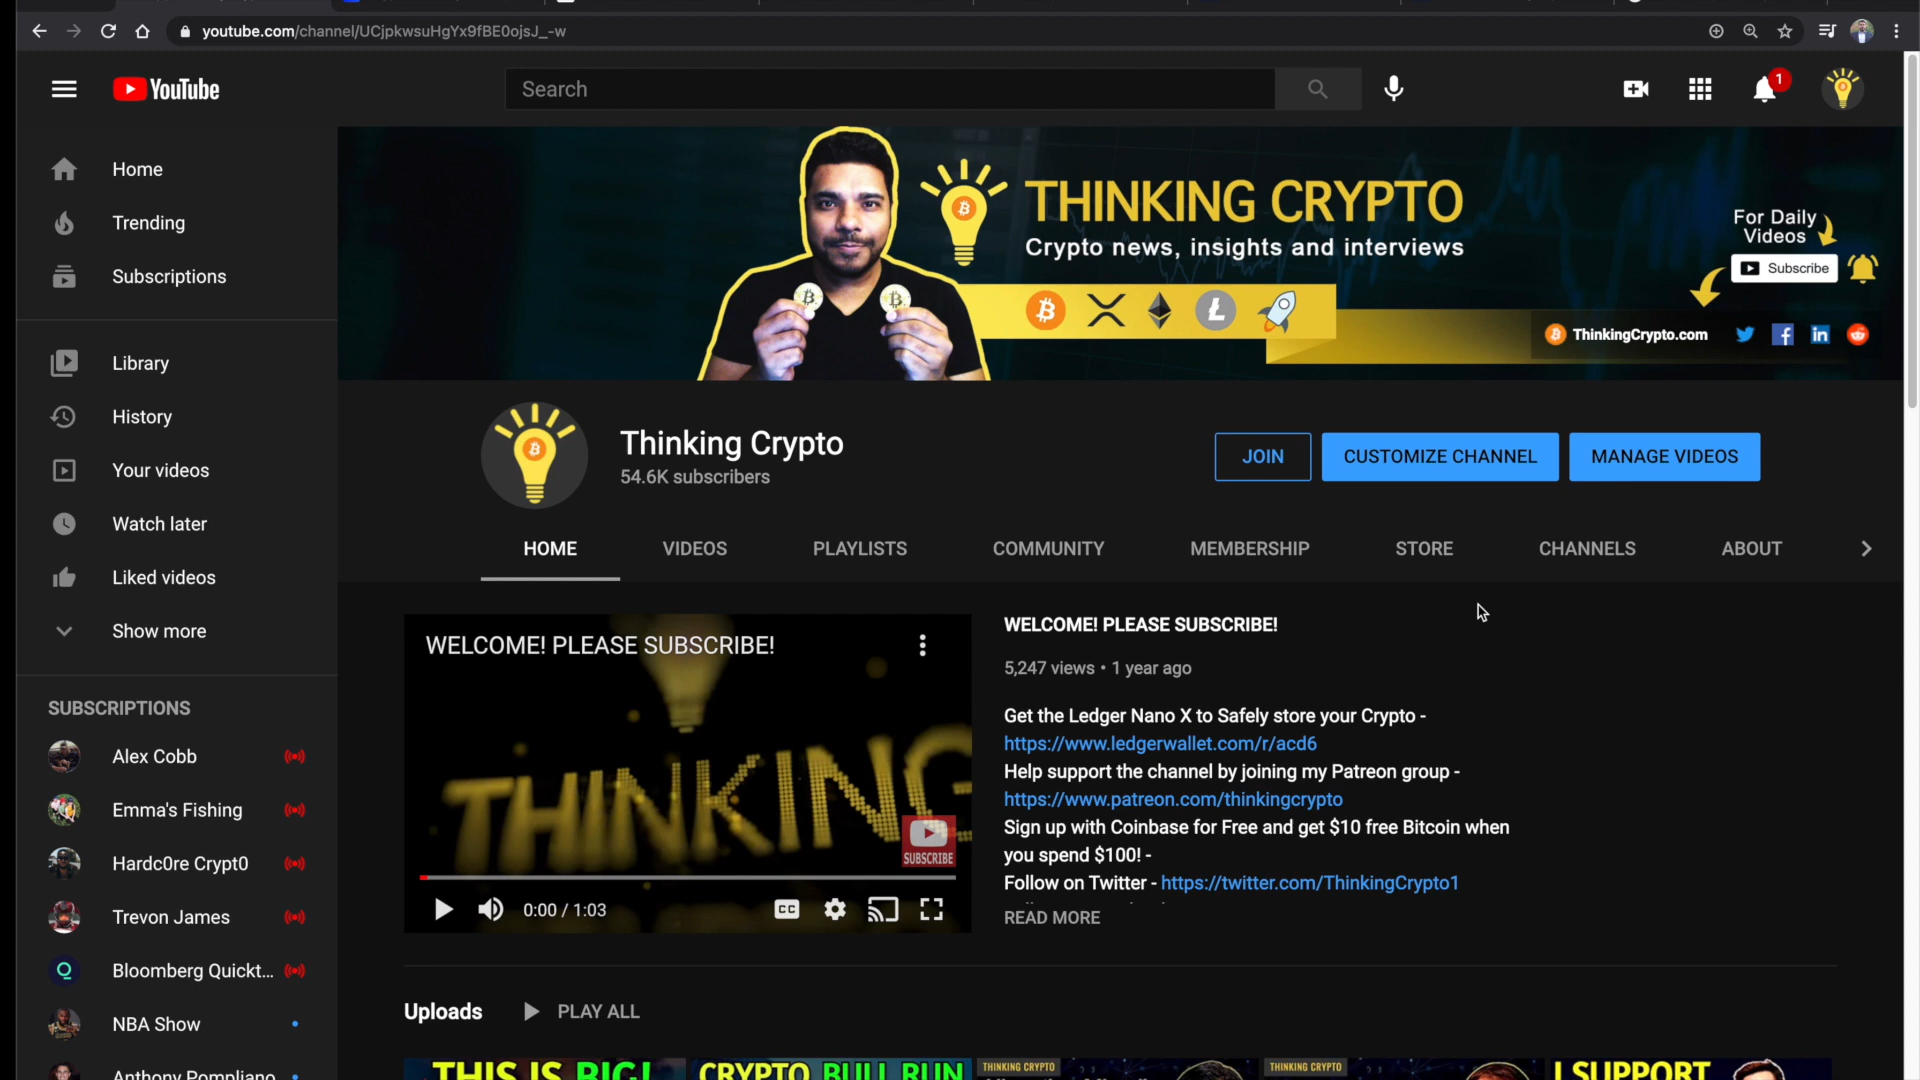 youtube.com/channel/UCjpkwsuHgYx9fBE0ojsJ_-w
YouTube
Search
1
Home
Trending
Subscriptions
Library
History
Your videos
Watch later
Liked videos
Show more
SUBSCRIPTIONS
Alex Cobb
Emma's Fishing
Hardc0re Crypt0
Trevon James
Bloomberg Quickt...
NBA Show
Anthony Pompliano
THINKING CRYPTO
Crypto news, insights and interviews
For Daily
Videos
Subscribe
ThinkingCrypto.com
Thinking Crypto
54.6K subscribers
JOIN
CUSTOMIZE CHANNEL
MANAGE VIDEOS
HOME VIDEOS PLAYLISTS COMMUNITY MEMBERSHIP STORE CHANNELS ABOUT
WELCOME! PLEASE SUBSCRIBE!
THINKING
SUBSCRIBE
0:00 / 1:03
CC
WELCOME! PLEASE SUBSCRIBE!
5,247 views • 1 year ago
Get the Ledger Nano X to Safely store your Crypto -
https://www.ledgerwallet.com/r/acd6
Help support the channel by joining my Patreon group -
https://www.patreon.com/thinkingcrypto
Sign up with Coinbase for Free and get $10 free Bitcoin when
you spend $100! -
Follow on Twitter - https://twitter.com/ThinkingCrypto1
READ MORE
Uploads
PLAY ALL
THIS IS BIG!
CRYPTO BULL RUN
THINKING CRYPTO
THINKING CRYPTO
I SUPPORT